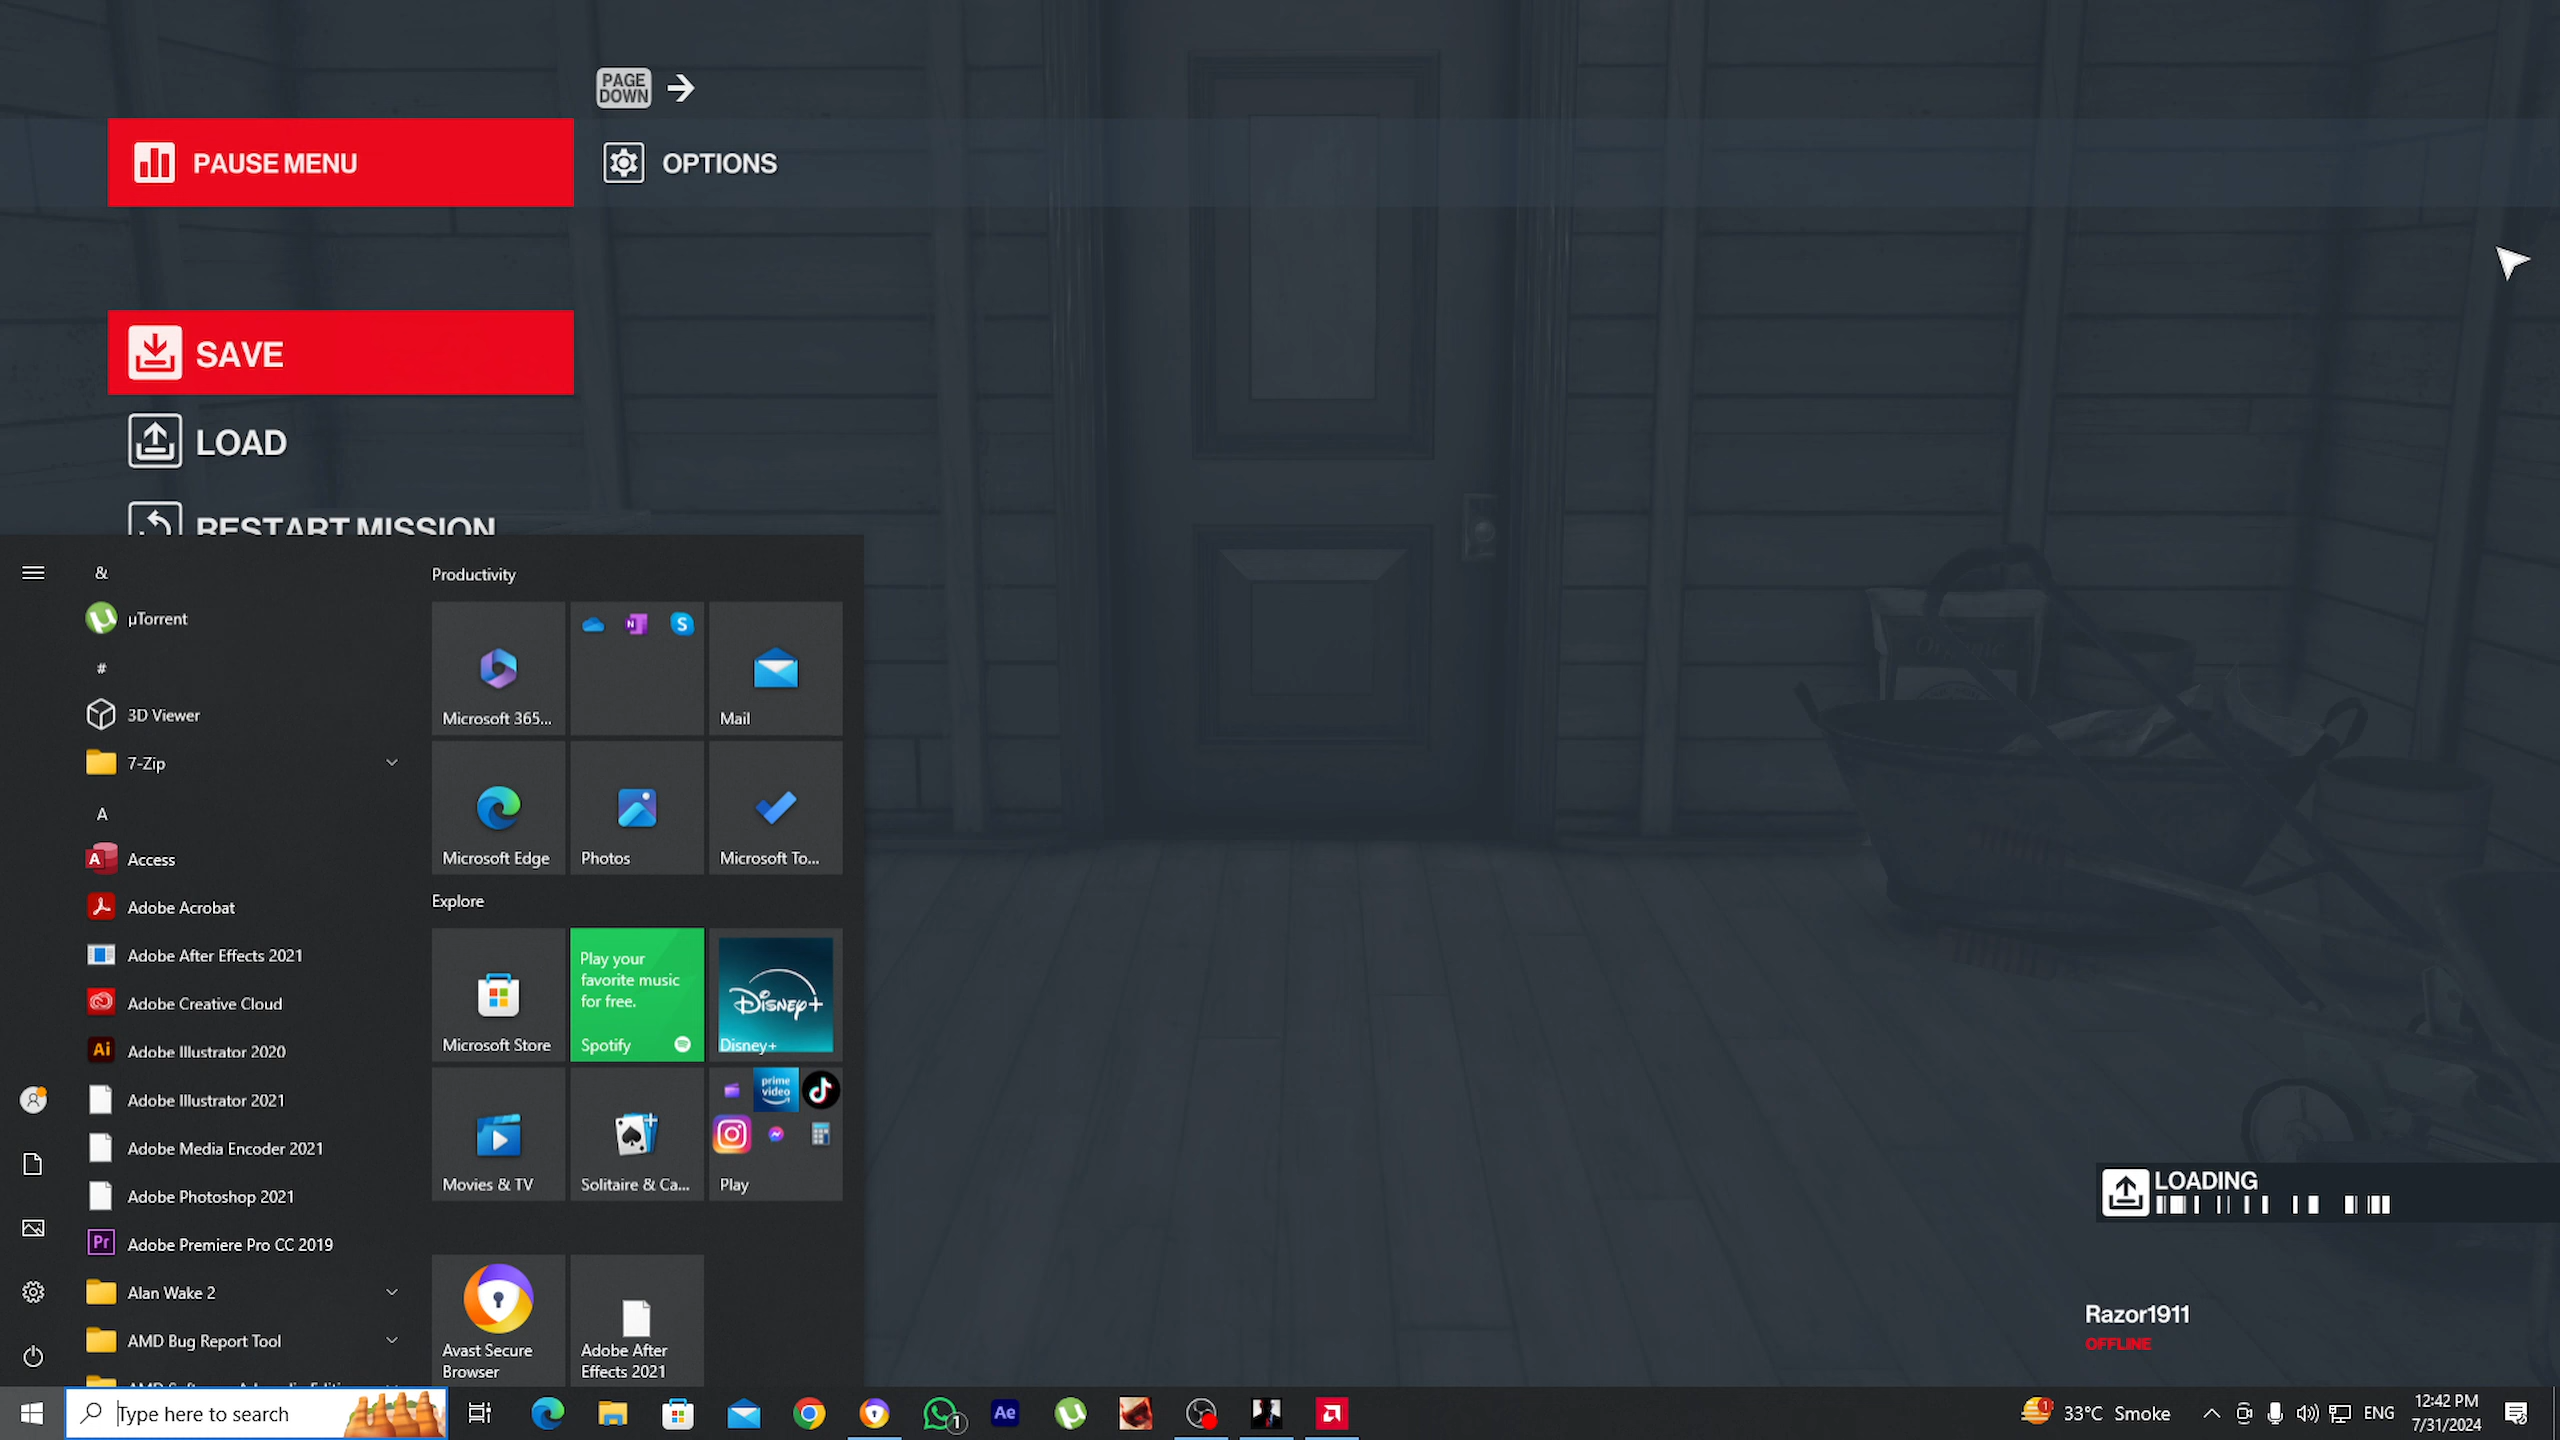 PAGE
DOWN
PAUSE MENU
OPTIONS
SAVE
LOAD
RESTART MISSION
&
µTorrent
#
3D Viewer
7-Zip
A
Access
Adobe Acrobat
Adobe After Effects 2021
Adobe Creative Cloud
Adobe Illustrator 2020
Adobe Illustrator 2021
Adobe Media Encoder 2021
Adobe Photoshop 2021
Adobe Premiere Pro CC 2019
Alan Wake 2
AMD Bug Report Tool
Productivity
Microsoft 365...
Mail
Microsoft Edge
Photos
Microsoft To...
Explore
Microsoft Store
Play your
favorite music
for free.
Spotify
Disney+
Disney+
Movies & TV
Solitaire & Ca...
prime
video
Play
Avast Secure
Browser
Adobe After
Effects 2021
Organic
LOADING
Razor1911
OFFLINE
Type here to search
Ae
1
1
33°C Smoke
ENG
12:42 PM
7/31/2024